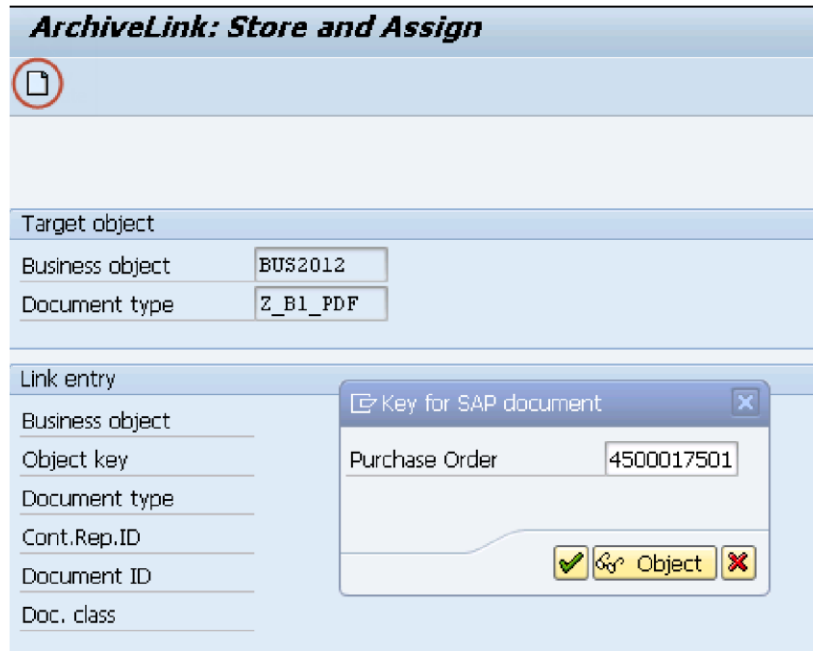 ArchiveLink: Store and Assign
Target object
Business object BUS2012
Document type Z_B1_PDF
Link entry
Business object
Object key
Document type
Cont.Rep.ID
Document ID
Doc. class
Key for SAP document
Purchase Order 4500017501
Object